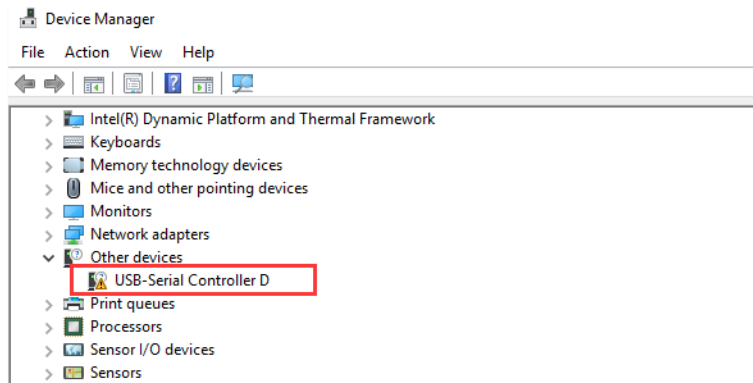 Device Manager
File Action View Help
Intel(R) Dynamic Platform and Thermal Framework
Keyboards
Memory technology devices
Mice and other pointing devices
Monitors
Network adapters
Other devices
USB-Serial Controller D
Print queues
Processors
Sensor I/O devices
Sensors